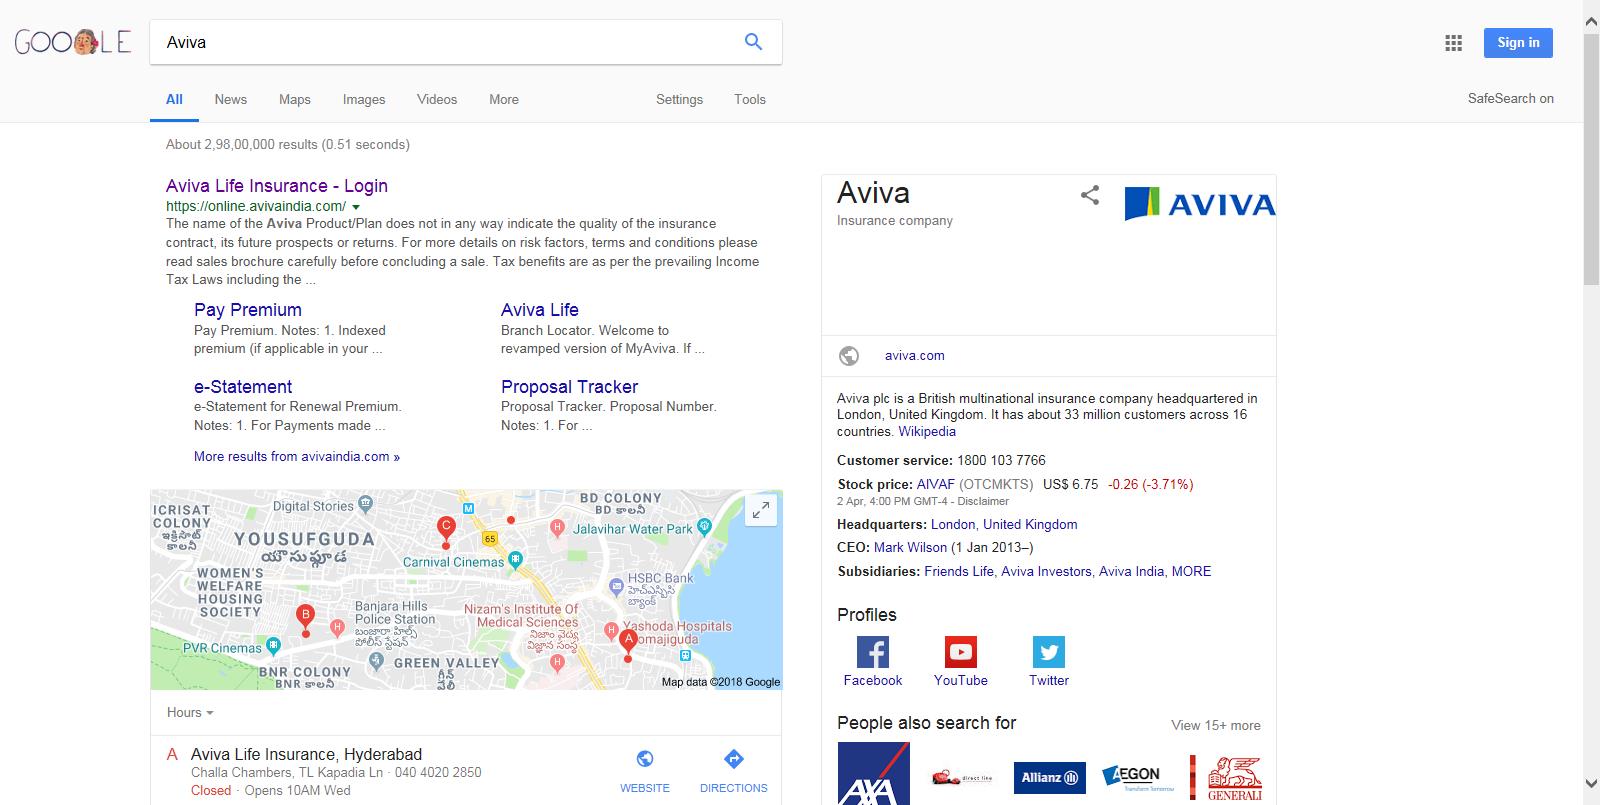 GOOGLE
Aviva
Sign in
All News Maps Images Videos More Settings Tools
SafeSearch on
About 2,98,00,000 results (0.51 seconds)
Aviva Life Insurance - Login
https://online.avivaindia.com/
The name of the Aviva Product/Plan does not in any way indicate the quality of the insurance
contract, its future prospects or returns. For more details on risk factors, terms and conditions please
read sales brochure carefully before concluding a sale. Tax benefits are as per the prevailing Income
Tax Laws including the ...
Pay Premium
Pay Premium. Notes: 1. Indexed
premium (if applicable in your ...
Aviva Life
Branch Locator. Welcome to
revamped version of MyAviva. If ...
e-Statement
e-Statement for Renewal Premium.
Notes: 1. For Payments made ...
Proposal Tracker
Proposal Tracker. Proposal Number.
Notes: 1. For ...
More results from avivaindia.com »
ICRISAT
COLONY
ఇక్రిసాట్
కాలనీ
Digital Stories
M
BD COLONY
BD కాలనీ
YOUSUFGUDA
యూసుఫ్గూడ
C
65
H
Jalavihar Water Park
Carnival Cinemas
WOMEN'S
WELFARE
HOUSING
SOCIETY
HSBC Bank
హెచ్ఎస్బిసి
బ్యాంక్
B
H
Banjara Hills
Police Station
బంజారా హిల్స్
పోలీస్ స్టేషన్
Nizam's Institute Of
Medical Sciences
నిజాం వైద్య
విజ్ఞాన సంస్థ
H
H
Yashoda Hospitals
omajiguda
A
PVR Cinemas
BNR COLONY
BNR కాలనీ
GREEN VALLEY
గ్రీన్
వేలీ
Map data ©2018 Google
Hours
A Aviva Life Insurance, Hyderabad
Challa Chambers, TL Kapadia Ln · 040 4020 2850
Closed · Opens 10AM Wed
WEBSITE DIRECTIONS
Aviva
Insurance company
AVIVA
aviva.com
Aviva plc is a British multinational insurance company headquartered in
London, United Kingdom. It has about 33 million customers across 16
countries. Wikipedia
Customer service: 1800 103 7766
Stock price: AIVAF (OTCMKTS) US$ 6.75 -0.26 (-3.71%)
2 Apr, 4:00 PM GMT-4 - Disclaimer
Headquarters: London, United Kingdom
CEO: Mark Wilson (1 Jan 2013–)
Subsidiaries: Friends Life, Aviva Investors, Aviva India, MORE
Profiles
Facebook YouTube Twitter
People also search for View 15+ more
AXA
direct line
Allianz
AEGON
Transform Tomorrow
GENERALI